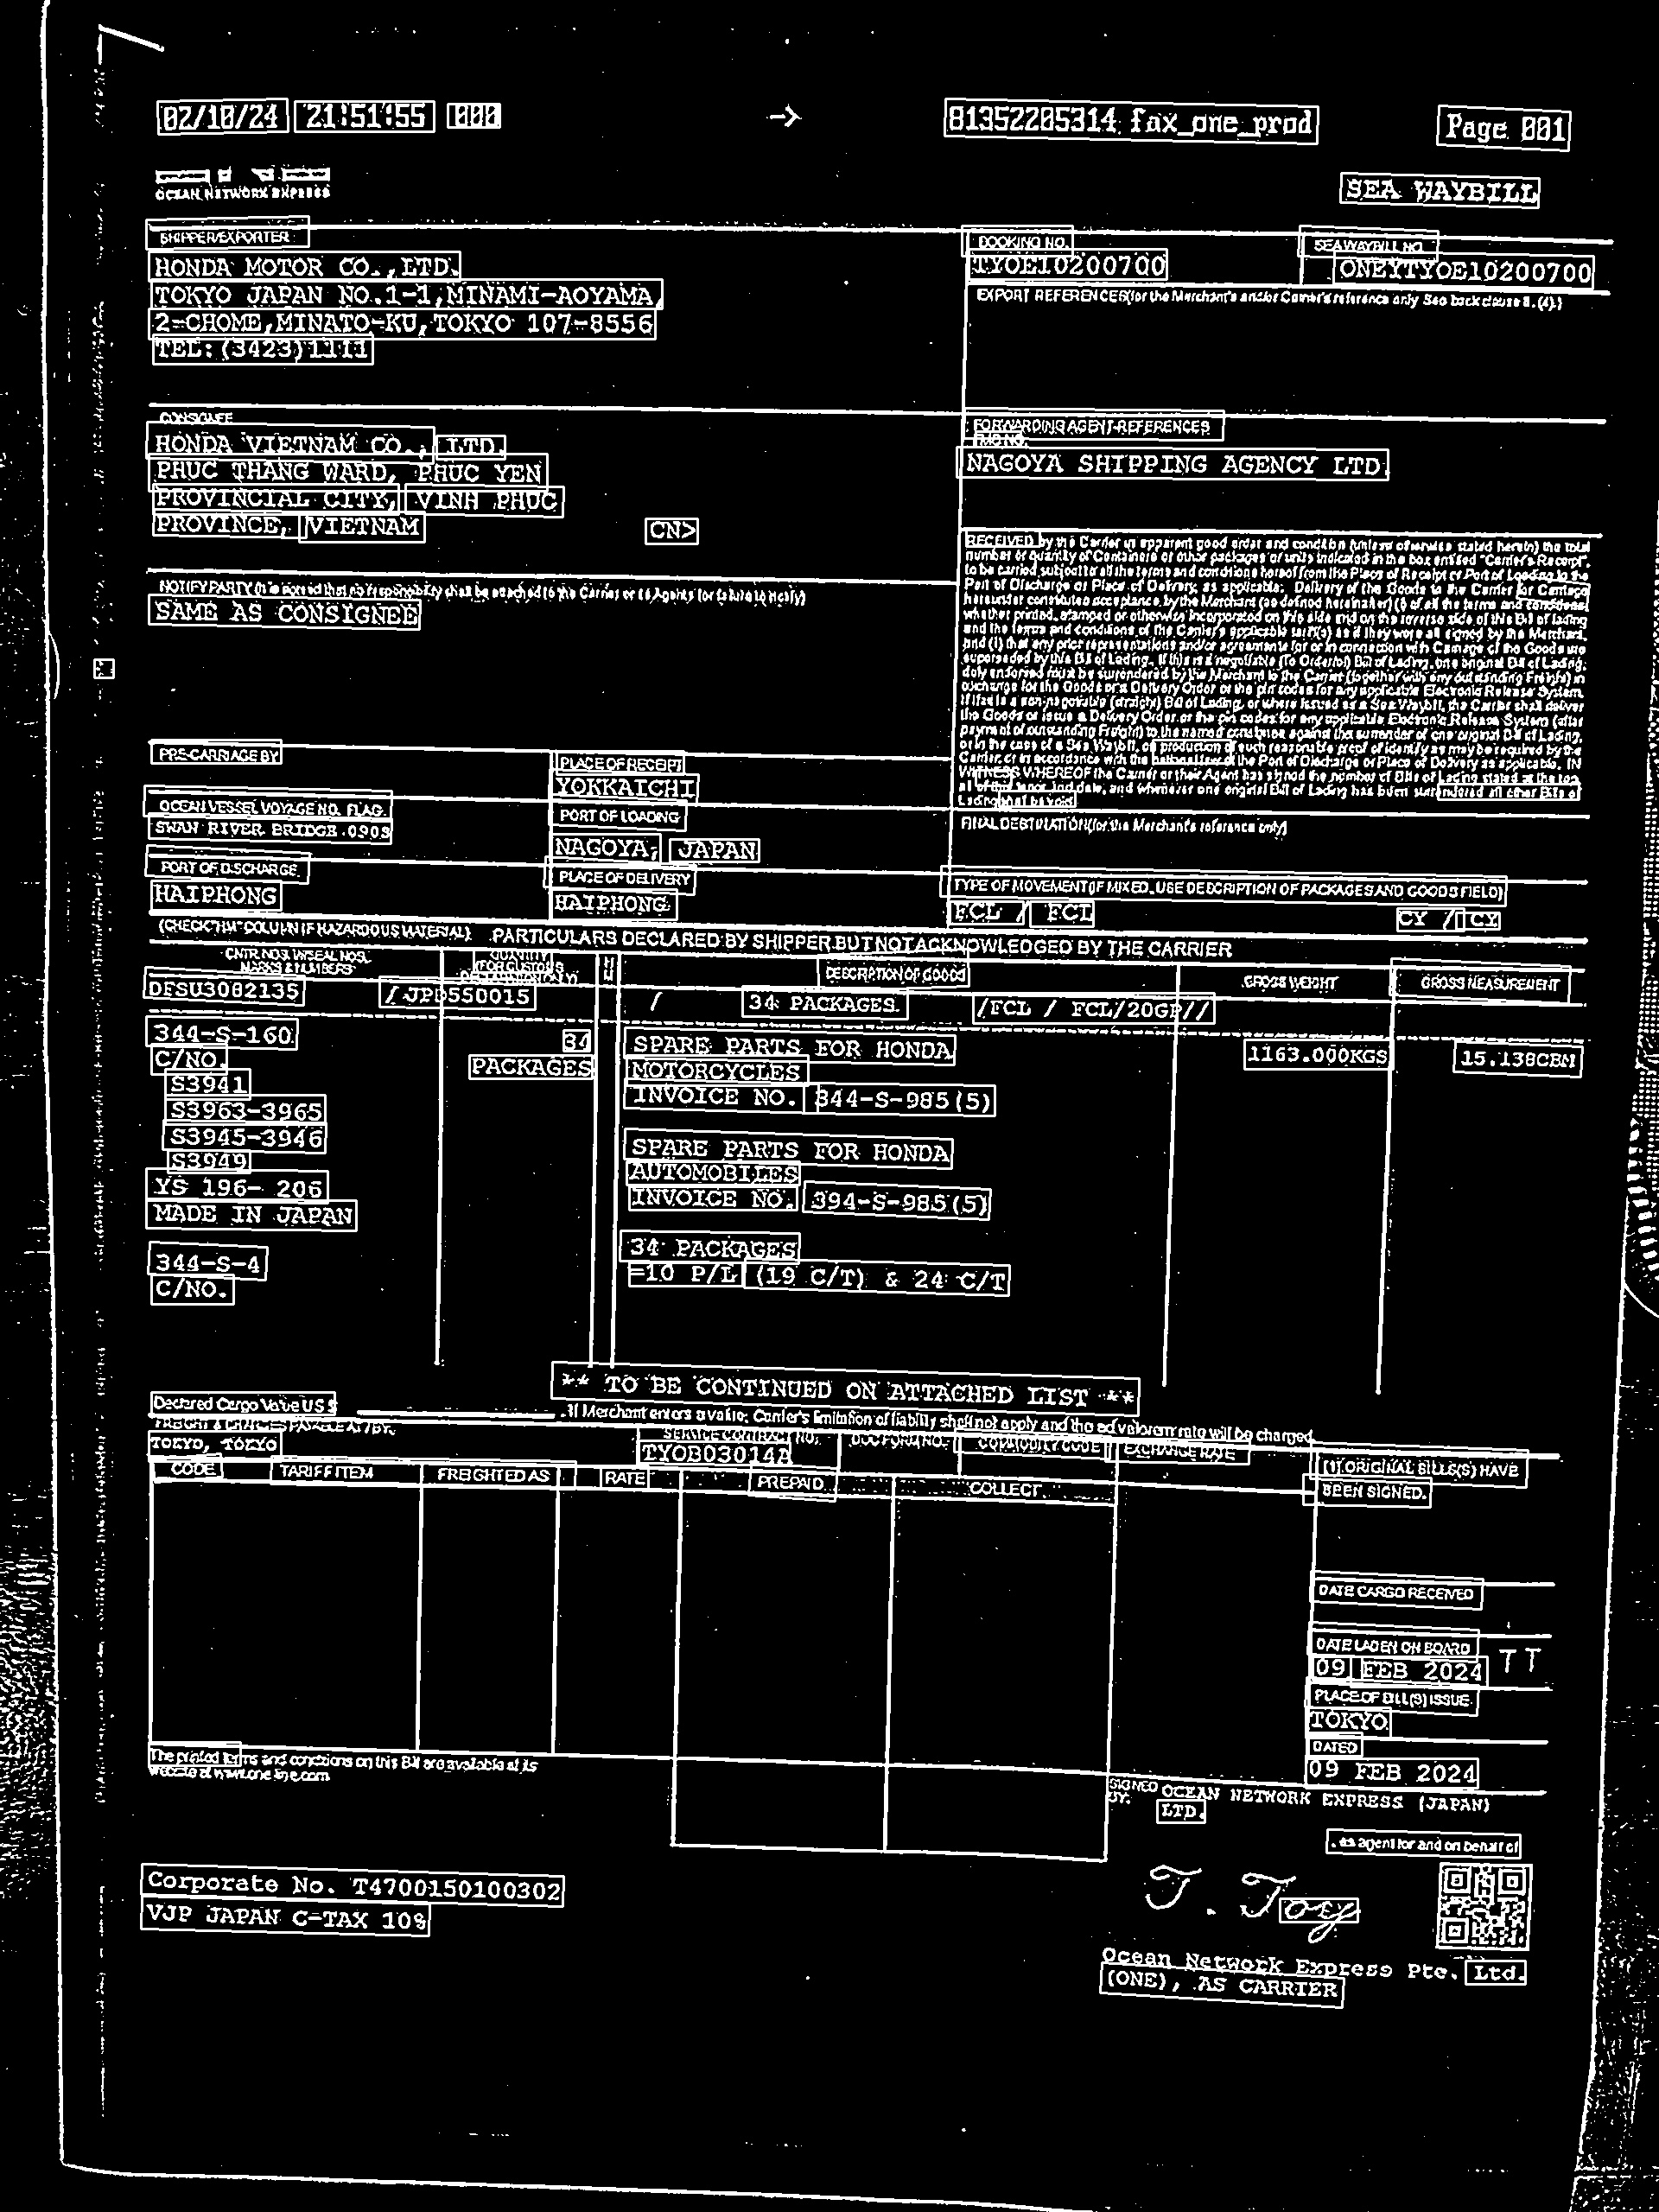 02/10/24 21:51:55 000 → 81352205314 fax_one_prod Page 001
OCEAN NETWORK EXPRESS
SEA WAYBILL
SHIPPER/EXPORTER
BOOKING NO.
SEA WAYBILL NO.
HONDA MOTOR CO.,LTD.
TYOE10200700
ONEYTYOE10200700
TOKYO JAPAN NO.1-1,MINAMI-AOYAMA,
2-CHOME,MINATO-KU,TOKYO 107-8556
TEL:(3423)1111
EXPORT REFERENCES(for the Merchant's and/or Carrier's reference only See back clause 8. (4).)
CONSIGNEE
HONDA VIETNAM CO., LTD.
PHUC THANG WARD, PHUC YEN
PROVINCIAL CITY, VINH PHUC
PROVINCE, VIETNAM CN>
FORWARDING AGENT-REFERENCES
FMC NO.
NAGOYA SHIPPING AGENCY LTD.
NOTIFY PARTY (It is agreed that no responsibility shall be attached to the Carrier or its Agents for failure to notify)
SAME AS CONSIGNEE
RECEIVED by the Carrier in apparent good order and condition (unless otherwise stated herein) the total
number or quantity of Containers or other packages or units indicated in the box entitled "Carrier's Receipt",
to be carried subject to all the terms and conditions hereof from the Place of Receipt or Port of Loading to the
Port of Discharge or Place of Delivery, as applicable. Delivery of the Goods to the Carrier for Carriage
hereunder constitutes acceptance by the Merchant (as defined hereinafter) (i) of all the terms and conditions,
whether printed, stamped or otherwise incorporated on this side and on the reverse side of this Bill of lading
and the terms and conditions of the Carrier's applicable tariff(s) as if they were all signed by the Merchant,
and (ii) that any prior representations and/or agreements for or in connection with Carriage of the Goods are
superseded by this Bill of Lading. If this is a negotiable (To Order/of) Bill of Lading, one original Bill of Lading,
duly endorsed must be surrendered by the Merchant to the Carrier (together with any outstanding Freight) in
exchange for the Goods or a Delivery Order or the pin codes for any applicable Electronic Release System.
If this is a non-negotiable (straight) Bill of Lading, or where issued as a Sea Waybill, the Carrier shall deliver
the Goods or issue a Delivery Order or the pin codes for any applicable Electronic Release System (after
payment of outstanding Freight) to the named consignee against the surrender of one original Bill of Lading,
or in the case of a Sea Waybill, on production of such reasonable proof of identify as may be required by the
Carrier, or in accordance with the national law of the Port of Discharge or Place of Delivery as applicable. IN
WITNESS WHEREOF the Carrier or their Agent has signed the number of Bills of Lading stated at the top,
all of this tenor and date, and whenever one original Bill of Lading has been surrendered all other Bills of
Lading shall be void.
PRE-CARRIAGE BY
PLACE OF RECEIPT
YOKKAICHI
OCEAN VESSEL VOYAGE NO. FLAG
SWAN RIVER BRIDGE 090S
PORT OF LOADING
NAGOYA, JAPAN
FINAL DESTINATION(for the Merchant's reference only)
PORT OF DISCHARGE
HAIPHONG
PLACE OF DELIVERY
HAIPHONG
TYPE OF MOVEMENT(IF MIXED, USE DESCRIPTION OF PACKAGES AND GOODS FIELD)
FCL / FCL CY / CY
(CHECK "HM" COLUMN IF HAZARDOUS MATERIAL) PARTICULARS DECLARED BY SHIPPER BUT NOT ACKNOWLEDGED BY THE CARRIER
CNTR NOS. W/SEAL NOS.
MARKS & NUMBERS
QUANTITY
(FOR CUSTOMS
DECLARATION ONLY)
H
M
DESCRIPTION OF GOODS
GROSS WEIGHT
GROSS MEASUREMENT
DFSU3082135 /JPD550015 / 34 PACKAGES /FCL / FCL/20GP//
344-S-160 34 SPARE PARTS FOR HONDA 1163.000KGS 15.138CBM
C/NO. PACKAGES MOTORCYCLES
S3941 INVOICE NO. 344-S-985(5)
S3963-3965
S3945-3946 SPARE PARTS FOR HONDA
S3949 AUTOMOBILES
YS 196- 206 INVOICE NO. 394-S-985(5)
MADE IN JAPAN
34 PACKAGES
344-S-4 =10 P/L (19 C/T) & 24 C/T
C/NO.
** TO BE CONTINUED ON ATTACHED LIST **
Declared Cargo Value US $ . If Merchant enters a value, Carrier's limitation of liability shall not apply and the ad valorem rate will be charged
FREIGHT & CHARGES PAYABLE AT / BY:
TOKYO, TOKYO
SERVICE CONTRACT NO.
TYOB03014A
DOC FORM NO.
COMMODITY CODE
EXCHANGE RATE
CODE TARIFF ITEM FREIGHTED AS RATE PREPAID COLLECT
(1) ORIGINAL BILLS(S) HAVE
BEEN SIGNED.
DATE CARGO RECEIVED
DATE LADEN ON BOARD
09 FEB 2024 T T
PLACE OF BILL(S) ISSUE
TOKYO
DATED
09 FEB 2024
The printed terms and conditions on this Bill are available at its
website at www.one-line.com
SIGNED
BY:
OCEAN NETWORK EXPRESS (JAPAN)
LTD.
, as agent for and on behalf of
Corporate No. T4700150100302
VJP JAPAN C-TAX 10%
T. Toy
Ocean Network Express Pte. Ltd.
(ONE), AS CARRIER